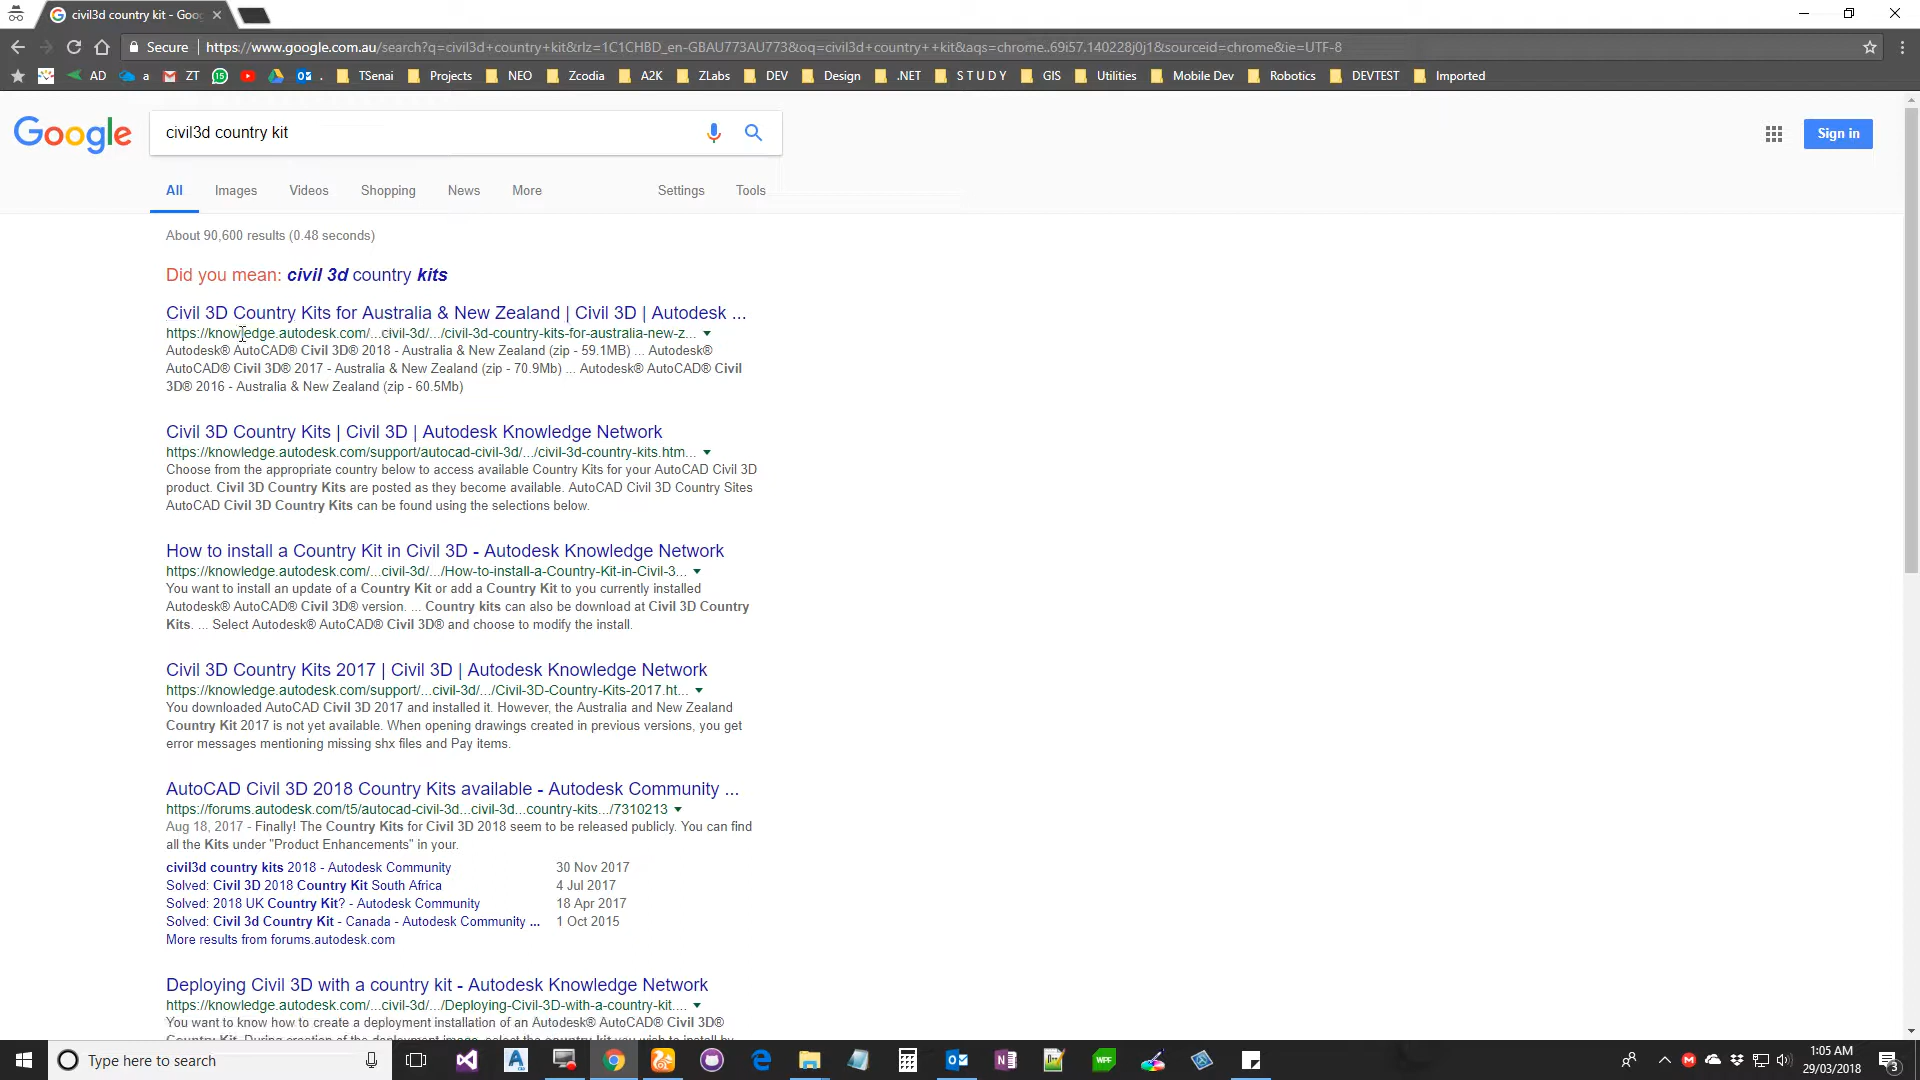 civil3d country kit - Goo
Secure
https://www.google.com.au/search?q=civil3d+country+kit&rlz=1C1CHBD_en-GBAU773AU773&oq=civil3d+country++kit&aqs=chrome..69i57.140228j0j1&sourceid=chrome&ie=UTF-8
AD a ZT 15 . TSenai Projects NEO Zcodia A2K ZLabs DEV Design .NET S T U D Y GIS Utilities Mobile Dev Robotics DEVTEST Imported
Google
civil3d country kit
Sign in
All Images Videos Shopping News More Settings Tools
About 90,600 results (0.48 seconds)
Did you mean: civil 3d country kits
Civil 3D Country Kits for Australia & New Zealand | Civil 3D | Autodesk ...
https://knowledge.autodesk.com/...civil-3d/.../civil-3d-country-kits-for-australia-new-z...
Autodesk® AutoCAD® Civil 3D® 2018 - Australia & New Zealand (zip - 59.1MB) ... Autodesk®
AutoCAD® Civil 3D® 2017 - Australia & New Zealand (zip - 70.9Mb) ... Autodesk® AutoCAD® Civil
3D® 2016 - Australia & New Zealand (zip - 60.5Mb)
Civil 3D Country Kits | Civil 3D | Autodesk Knowledge Network
https://knowledge.autodesk.com/support/autocad-civil-3d/.../civil-3d-country-kits.htm...
Choose from the appropriate country below to access available Country Kits for your AutoCAD Civil 3D
product. Civil 3D Country Kits are posted as they become available. AutoCAD Civil 3D Country Sites
AutoCAD Civil 3D Country Kits can be found using the selections below.
How to install a Country Kit in Civil 3D - Autodesk Knowledge Network
https://knowledge.autodesk.com/...civil-3d/.../How-to-install-a-Country-Kit-in-Civil-3...
You want to install an update of a Country Kit or add a Country Kit to you currently installed
Autodesk® AutoCAD® Civil 3D® version. ... Country kits can also be download at Civil 3D Country
Kits. ... Select Autodesk® AutoCAD® Civil 3D® and choose to modify the install.
Civil 3D Country Kits 2017 | Civil 3D | Autodesk Knowledge Network
https://knowledge.autodesk.com/support/...civil-3d/.../Civil-3D-Country-Kits-2017.ht...
You downloaded AutoCAD Civil 3D 2017 and installed it. However, the Australia and New Zealand
Country Kit 2017 is not yet available. When opening drawings created in previous versions, you get
error messages mentioning missing shx files and Pay items.
AutoCAD Civil 3D 2018 Country Kits available - Autodesk Community ...
https://forums.autodesk.com/t5/autocad-civil-3d...civil-3d...country-kits.../7310213
Aug 18, 2017 - Finally! The Country Kits for Civil 3D 2018 seem to be released publicly. You can find
all the Kits under "Product Enhancements" in your.
civil3d country kits 2018 - Autodesk Community 30 Nov 2017
Solved: Civil 3D 2018 Country Kit South Africa 4 Jul 2017
Solved: 2018 UK Country Kit? - Autodesk Community 18 Apr 2017
Solved: Civil 3d Country Kit - Canada - Autodesk Community ... 1 Oct 2015
More results from forums.autodesk.com
Deploying Civil 3D with a country kit - Autodesk Knowledge Network
https://knowledge.autodesk.com/...civil-3d/.../Deploying-Civil-3D-with-a-country-kit....
You want to know how to create a deployment installation of an Autodesk® AutoCAD® Civil 3D®
Type here to search
1:05 AM
29/03/2018
3